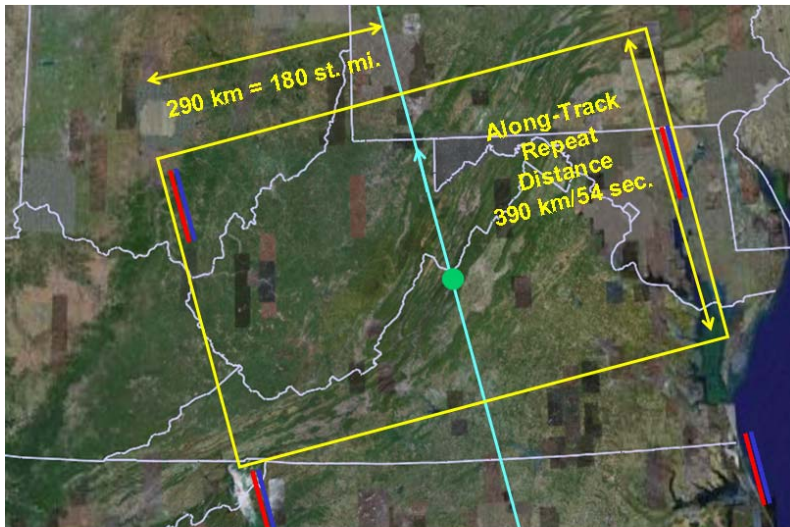 290 km = 180 st. mi.
Along-Track
Repeat
Distance
390 km/54 sec.